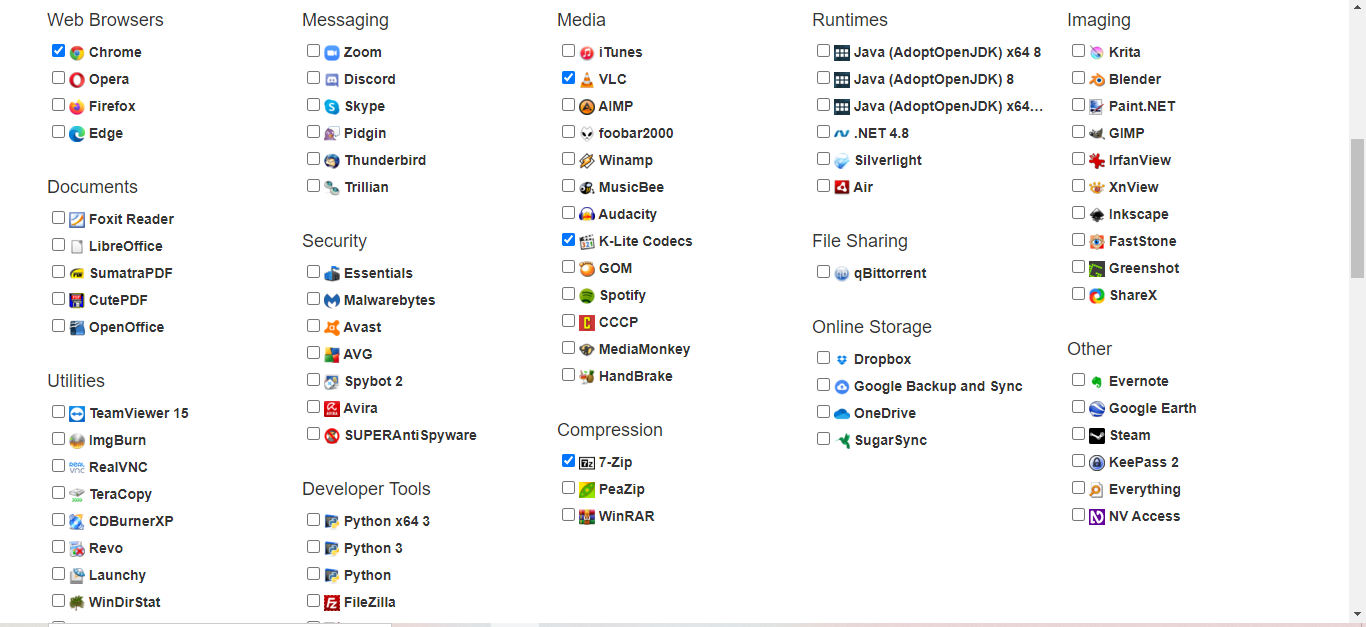 Web Browsers
Chrome
Opera
Firefox
Edge
Documents
Foxit Reader
LibreOffice
SumatraPDF
CutePDF
OpenOffice
Utilities
TeamViewer 15
ImgBurn
RealVNC
TeraCopy
CDBurnerXP
Revo
Launchy
WinDirStat
Messaging
Zoom
Discord
Skype
Pidgin
Thunderbird
Trillian
Security
Essentials
Malwarebytes
Avast
AVG
Spybot 2
Avira
SUPERAntiSpyware
Developer Tools
Python x64 3
Python 3
Python
FileZilla
Media
iTunes
VLC
AIMP
foobar2000
Winamp
MusicBee
Audacity
K-Lite Codecs
GOM
Spotify
CCCP
MediaMonkey
HandBrake
Compression
7-Zip
PeaZip
WinRAR
Runtimes
Java (AdoptOpenJDK) x64 8
Java (AdoptOpenJDK) 8
Java (AdoptOpenJDK) x64...
.NET 4.8
Silverlight
Air
File Sharing
qBittorrent
Online Storage
Dropbox
Google Backup and Sync
OneDrive
SugarSync
Imaging
Krita
Blender
Paint.NET
GIMP
IrfanView
XnView
Inkscape
FastStone
Greenshot
ShareX
Other
Evernote
Google Earth
Steam
KeePass 2
Everything
NV Access